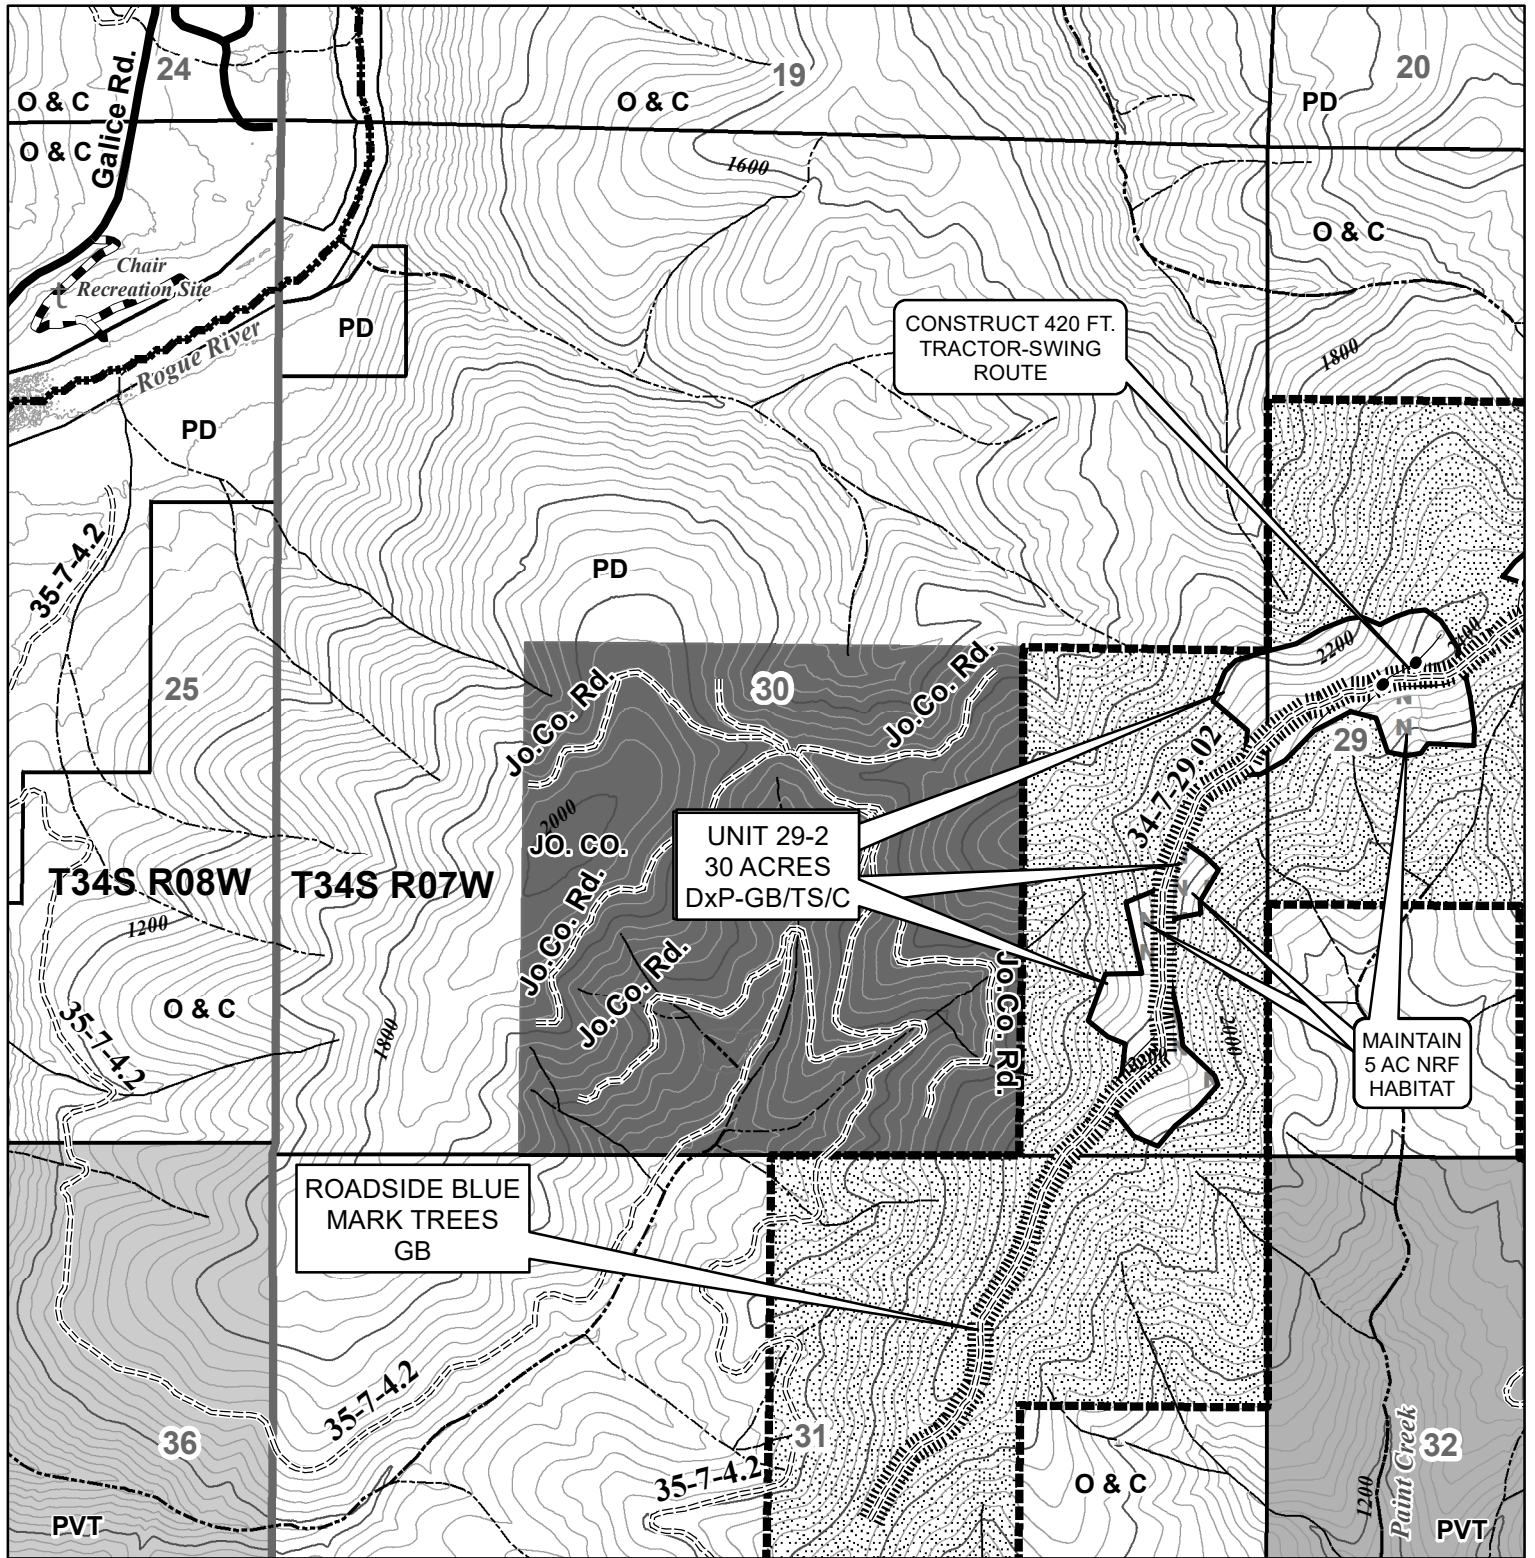 24
19
20
O & C
O & C
PD
O & C
Galice Rd.
1600
O & C
Chair
Recreation Site
Rogue River
PD
CONSTRUCT 420 FT.
TRACTOR-SWING
ROUTE
1800
PD
35-7-4.2
PD
2200
2400
25
30
Jo.Co. Rd.
Jo.Co. Rd.
N
N
29
34-7-29.02
2000
JO. CO.
UNIT 29-2
30 ACRES
DxP-GB/TS/C
T34S R08W
T34S R07W
1200
N
N
N
Jo.Co. Rd.
Jo.Co. Rd.
Jo.Co. Rd.
O & C
35-7-4.2
1800
2000
2200
N
N
MAINTAIN
5 AC NRF
HABITAT
ROADSIDE BLUE
MARK TREES
GB
35-7-4.2
36
31
32
35-7-4.2
O & C
1200
Paint Creek
PVT
PVT